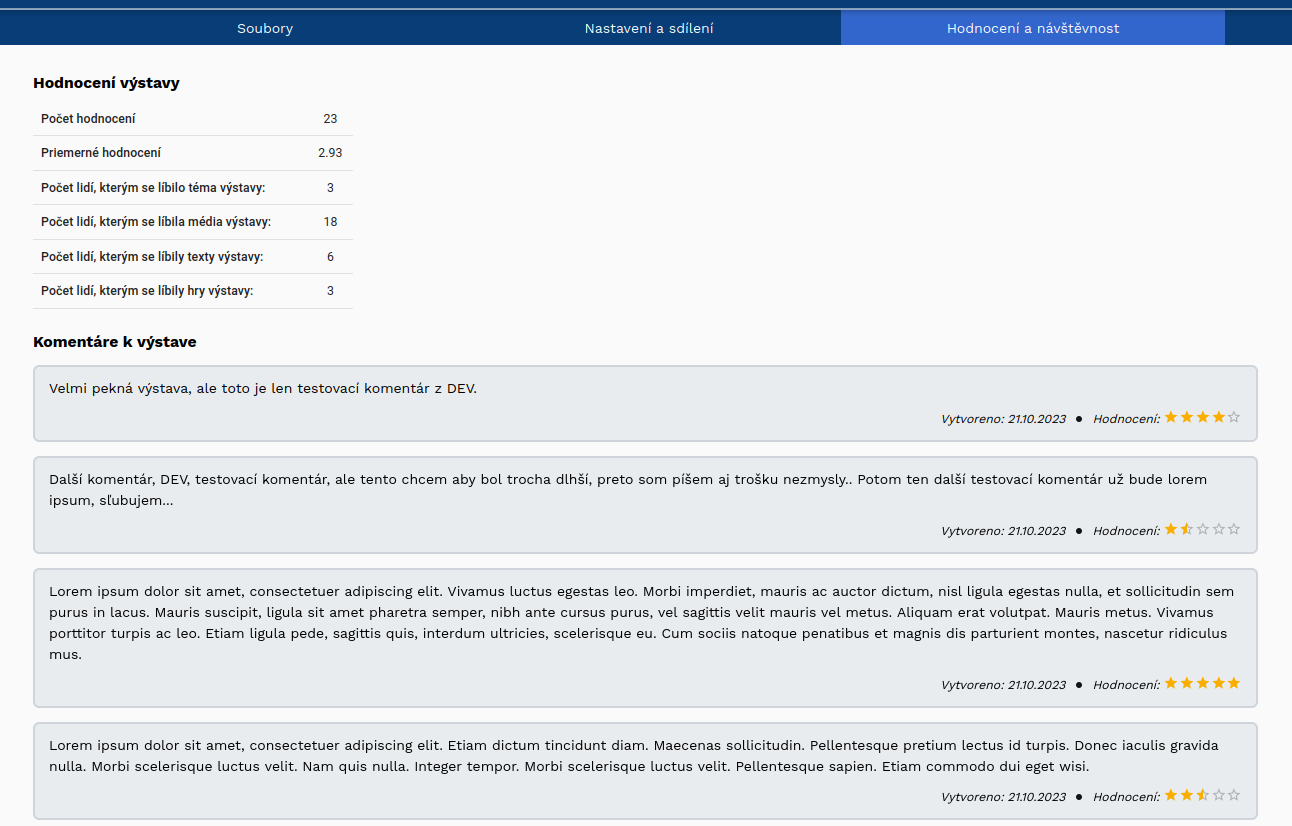 Soubory Nastavení a sdílení Hodnocení a návštěvnost
Hodnocení výstavy
Počet hodnocení 23
Priemerné hodnocení 2.93
Počet lidí, kterým se líbilo téma výstavy: 3
Počet lidí, kterým se líbila média výstavy: 18
Počet lidí, kterým se líbily texty výstavy: 6
Počet lidí, kterým se líbily hry výstavy: 3
Komentáre k výstave
Velmi pekná výstava, ale toto je len testovací komentár z DEV.
Vytvoreno: 21.10.2023 ● Hodnocení:
Další komentár, DEV, testovací komentár, ale tento chcem aby bol trocha dlhší, preto som píšem aj trošku nezmysly.. Potom ten další testovací komentár už bude lorem
ipsum, sľubujem...
Vytvoreno: 21.10.2023 ● Hodnocení:
Lorem ipsum dolor sit amet, consectetuer adipiscing elit. Vivamus luctus egestas leo. Morbi imperdiet, mauris ac auctor dictum, nisl ligula egestas nulla, et sollicitudin sem
purus in lacus. Mauris suscipit, ligula sit amet pharetra semper, nibh ante cursus purus, vel sagittis velit mauris vel metus. Aliquam erat volutpat. Mauris metus. Vivamus
porttitor turpis ac leo. Etiam ligula pede, sagittis quis, interdum ultricies, scelerisque eu. Cum sociis natoque penatibus et magnis dis parturient montes, nascetur ridiculus
mus.
Vytvoreno: 21.10.2023 ● Hodnocení:
Lorem ipsum dolor sit amet, consectetuer adipiscing elit. Etiam dictum tincidunt diam. Maecenas sollicitudin. Pellentesque pretium lectus id turpis. Donec iaculis gravida
nulla. Morbi scelerisque luctus velit. Nam quis nulla. Integer tempor. Morbi scelerisque luctus velit. Pellentesque sapien. Etiam commodo dui eget wisi.
Vytvoreno: 21.10.2023 ● Hodnocení: